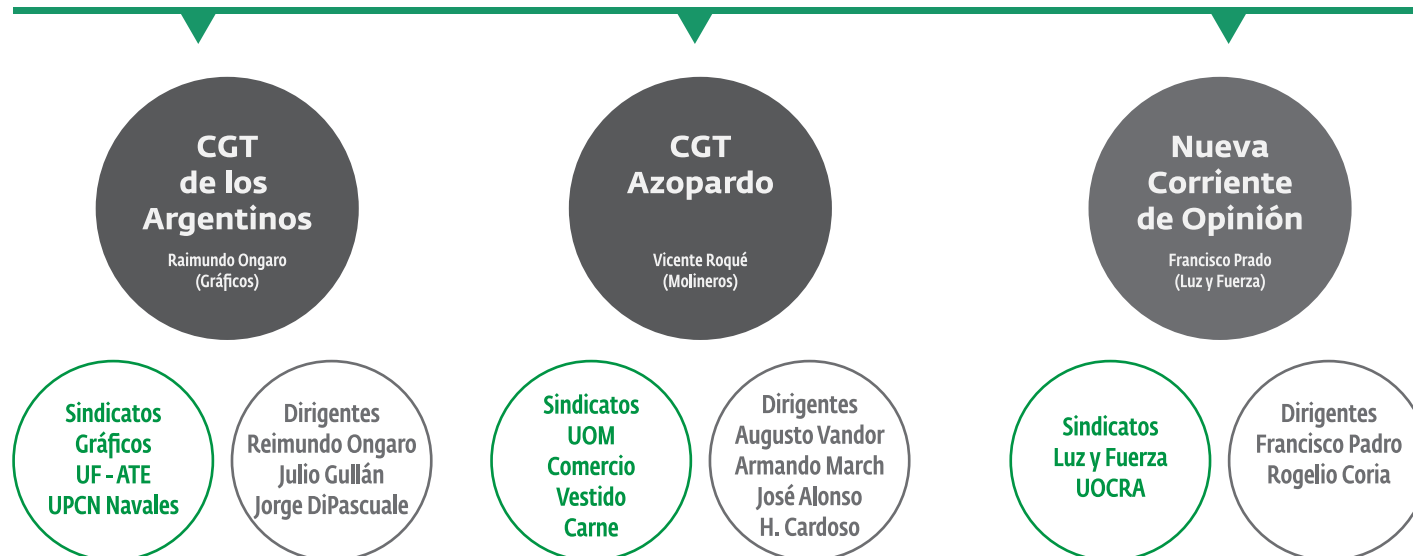 CGT
de los
Argentinos
Raimundo Ongaro
(Gráficos)
CGT
Azopardo
Vicente Roqué
(Molineros)
Nueva
Corriente
de Opinión
Francisco Prado
(Luz y Fuerza)
Sindicatos
Gráficos
UF - ATE
UPCN Navales
Dirigentes
Reimundo Ongaro
Julio Gullán
Jorge DiPascuale
Sindicatos
UOM
Comercio
Vestido
Carne
Dirigentes
Augusto Vandor
Armando March
José Alonso
H. Cardoso
Sindicatos
Luz y Fuerza
UOCRA
Dirigentes
Francisco Padro
Rogelio Coria